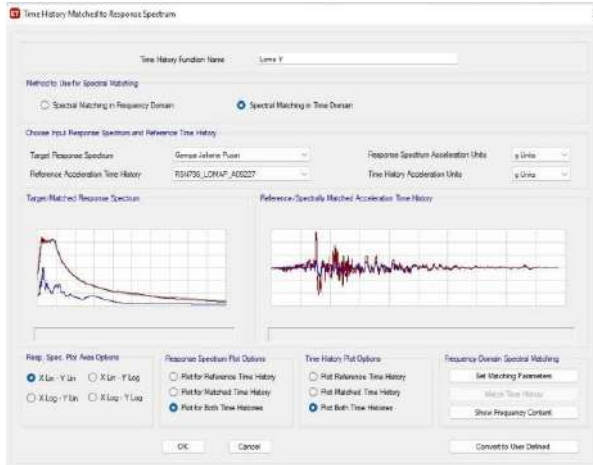 ET Time History Matched to Response Spectrum
Time History Function Name Loma Y
Method to Use for Spectral Matching
Spectral Matching in Frequency Domain Spectral Matching in Time Domain
Choose Input Response Spectrum and Reference Time History
Target Response Spectrum Gempa Jakarta Pusat Response Spectrum Acceleration Units g Units
Reference Acceleration Time History RSN736_LOMAP_A09227 Time History Acceleration Units g Units
Target/Matched Response Spectrum Reference/Spectrally Matched Acceleration Time History
Resp. Spec. Plot Axes Options Response Spectrum Plot Options Time History Plot Options Frequency Domain Spectral Matching
X Lin - Y Lin X Lin - Y Log Plot for Reference Time History Plot Reference Time History Set Matching Parameters
X Log - Y Lin X Log - Y Log Plot for Matched Time History Plot Matched Time History Match Time History
Plot for Both Time Histories Plot Both Time Histories Show Frequency Content
OK Cancel Convert to User Defined